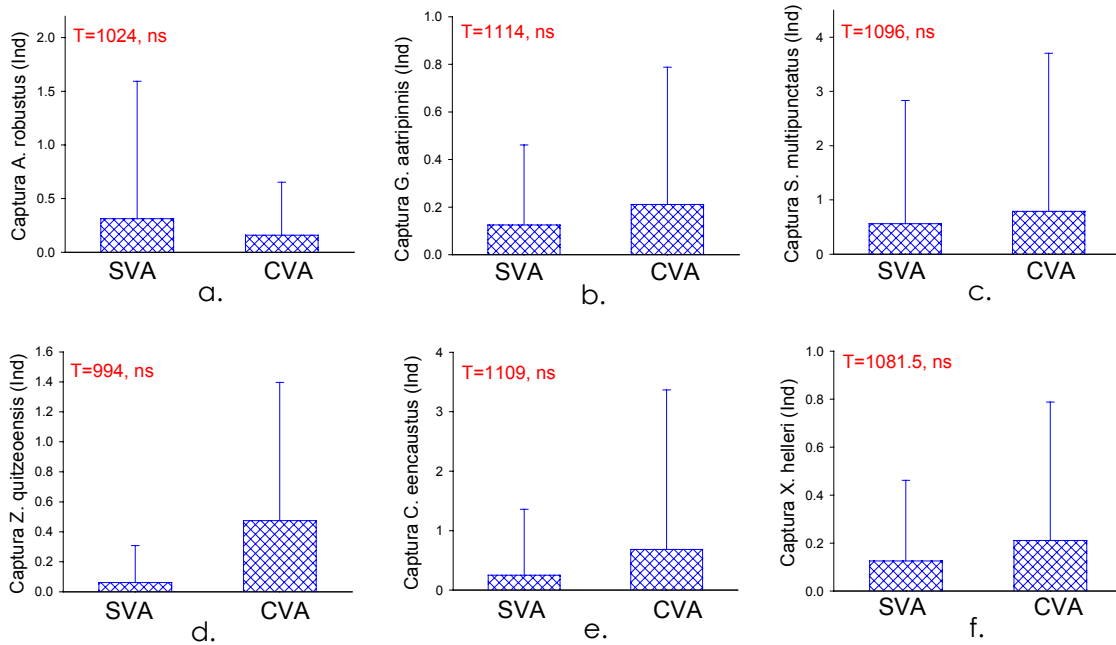 Captura A. robustus (Ind)
T=1024, ns
2.0
1.5
1.0
0.5
0.0
SVA CVA
a.
Captura G. aatripinnis (Ind)
T=1114, ns
1.0
0.8
0.6
0.4
0.2
0.0
SVA CVA
b.
Captura S. multipunctatus (Ind)
T=1096, ns
4
3
2
1
0
SVA CVA
c.
Captura Z. quitzeoensis (Ind)
T=994, ns
1.6
1.4
1.2
1.0
0.8
0.6
0.4
0.2
0.0
SVA CVA
d.
Captura C. eencaustus (Ind)
T=1109, ns
4
3
2
1
0
SVA CVA
e.
Captura X. helleri (Ind)
T=1081.5, ns
1.0
0.8
0.6
0.4
0.2
0.0
SVA CVA
f.